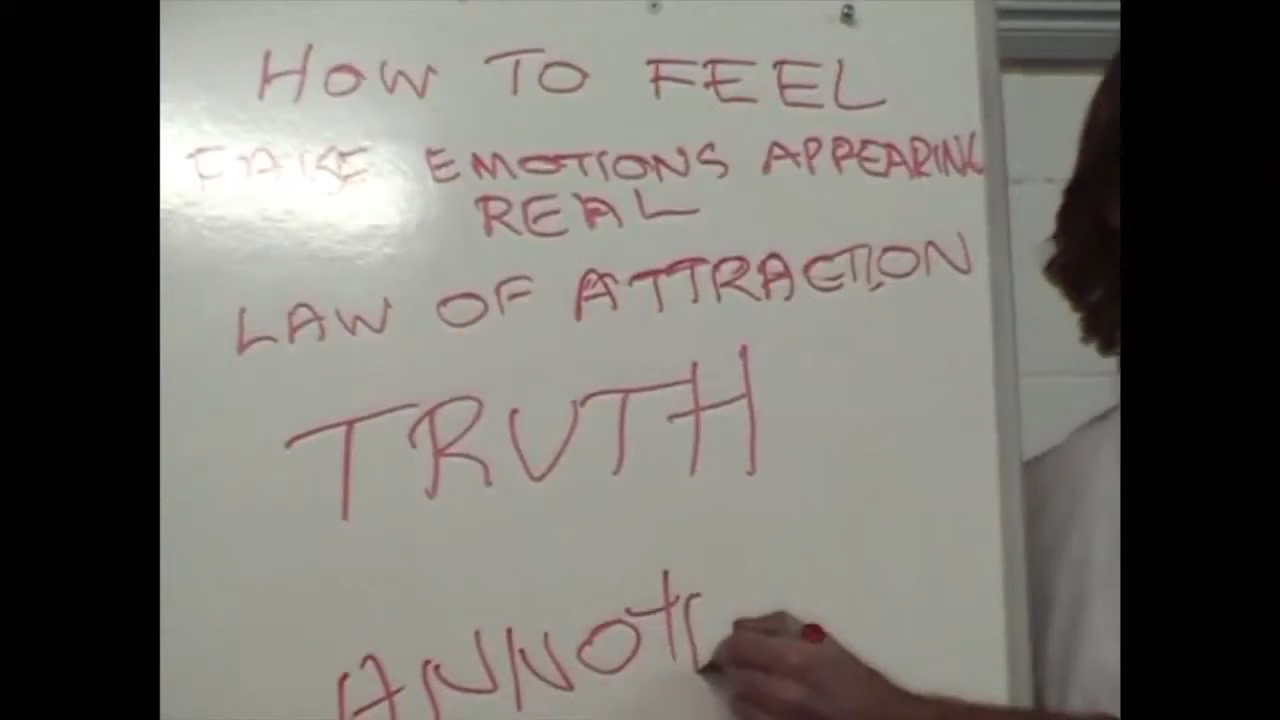 HOW TO FEEL
FALSE EMOTIONS APPEARING
REAL
LAW OF ATTRACTION
TRUTH